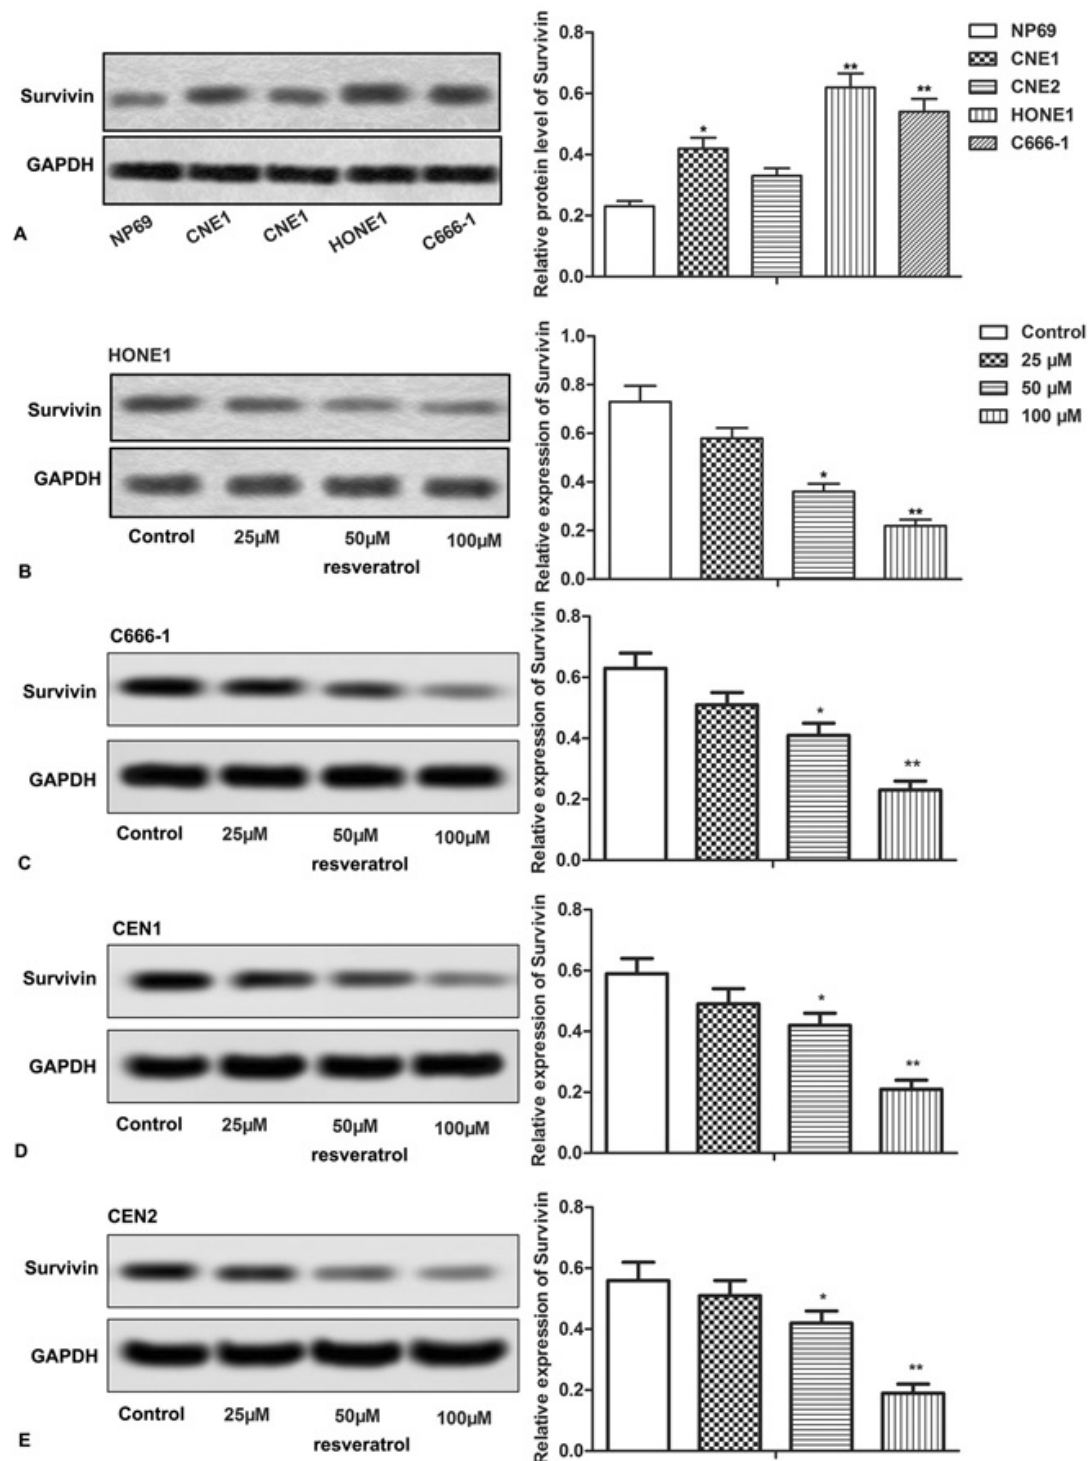 Survivin
GAPDH
NP69 CNE1 CNE1 HONE1 C666-1
A
Relative protein level of Survivin
0.8
0.6
0.4
0.2
0.0
*
**
**
NP69
CNE1
CNE2
HONE1
C666-1
HONE1
Survivin
GAPDH
Control 25µM 50µM 100µM
resveratrol
B
Relative expression of Survivin
1.0
0.8
0.6
0.4
0.2
0.0
*
**
Control
25 µM
50 µM
100 µM
C666-1
Survivin
GAPDH
Control 25µM 50µM 100µM
resveratrol
C
Relative expression of Survivin
0.8
0.6
0.4
0.2
0.0
*
**
CEN1
Survivin
GAPDH
Control 25µM 50µM 100µM
resveratrol
D
Relative expression of Survivin
0.8
0.6
0.4
0.2
0.0
*
**
CEN2
Survivin
GAPDH
Control 25µM 50µM 100µM
resveratrol
E
Relative expression of Survivin
0.8
0.6
0.4
0.2
0.0
*
**